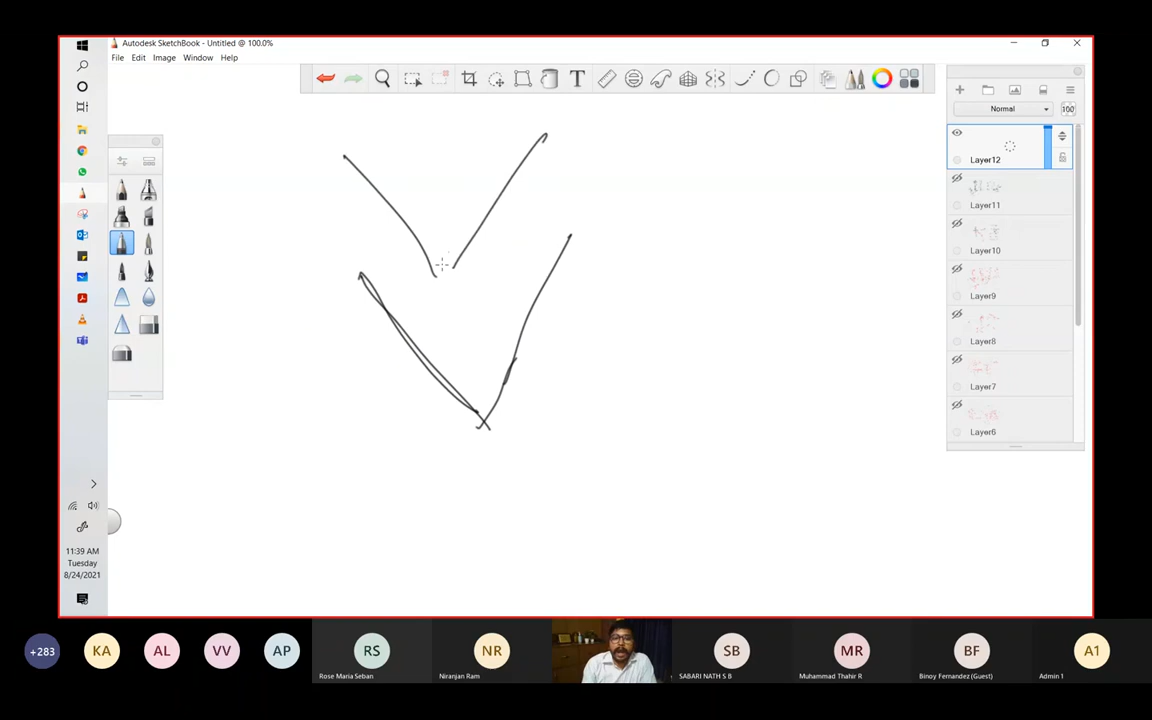 Autodesk SketchBook - Untitled @ 100.0%
File Edit Image Window Help
T
Normal
100
Layer12
Layer11
Layer10
Layer9
Layer8
Layer7
Layer6
11:39 AM
Tuesday
8/24/2021
+283 KA AL VV AP RS NR SB MR BF A1
Rose Maria Seban Niranjan Ram SABARI NATH S B Muhammad Thahir R Binoy Fernandez (Guest) Admin 1